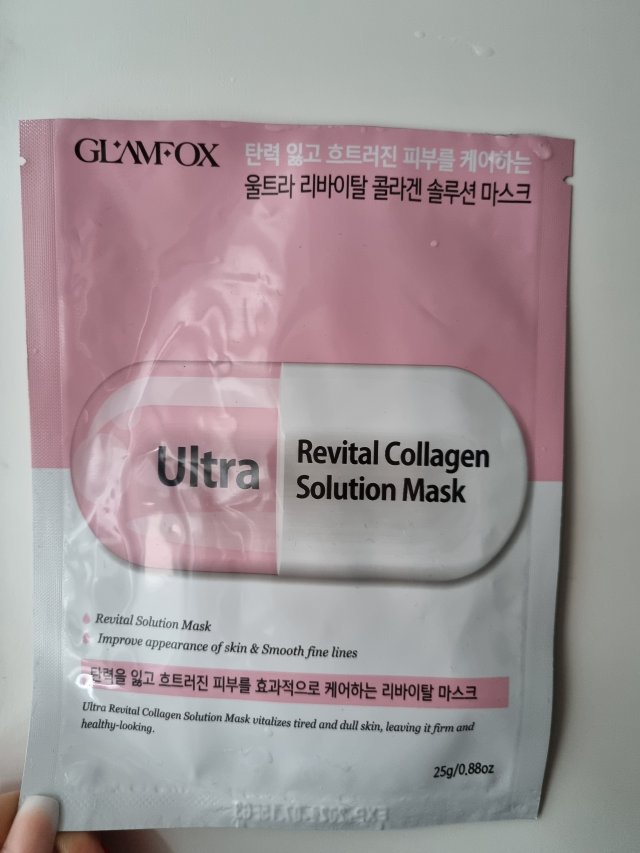 GLAMFOX
탄력 잃고 흐트러진 피부를 케어하는
울트라 리바이탈 콜라겐 솔루션 마스크
Ultra
Revital Collagen
Solution Mask
Revital Solution Mask
Improve appearance of skin & Smooth fine lines
탄력을 잃고 흐트러진 피부를 효과적으로 케어하는 리바이탈 마스크
Ultra Revital Collagen Solution Mask vitalizes tired and dull skin, leaving it firm and
healthy-looking.
25g/0.88oz
EXP